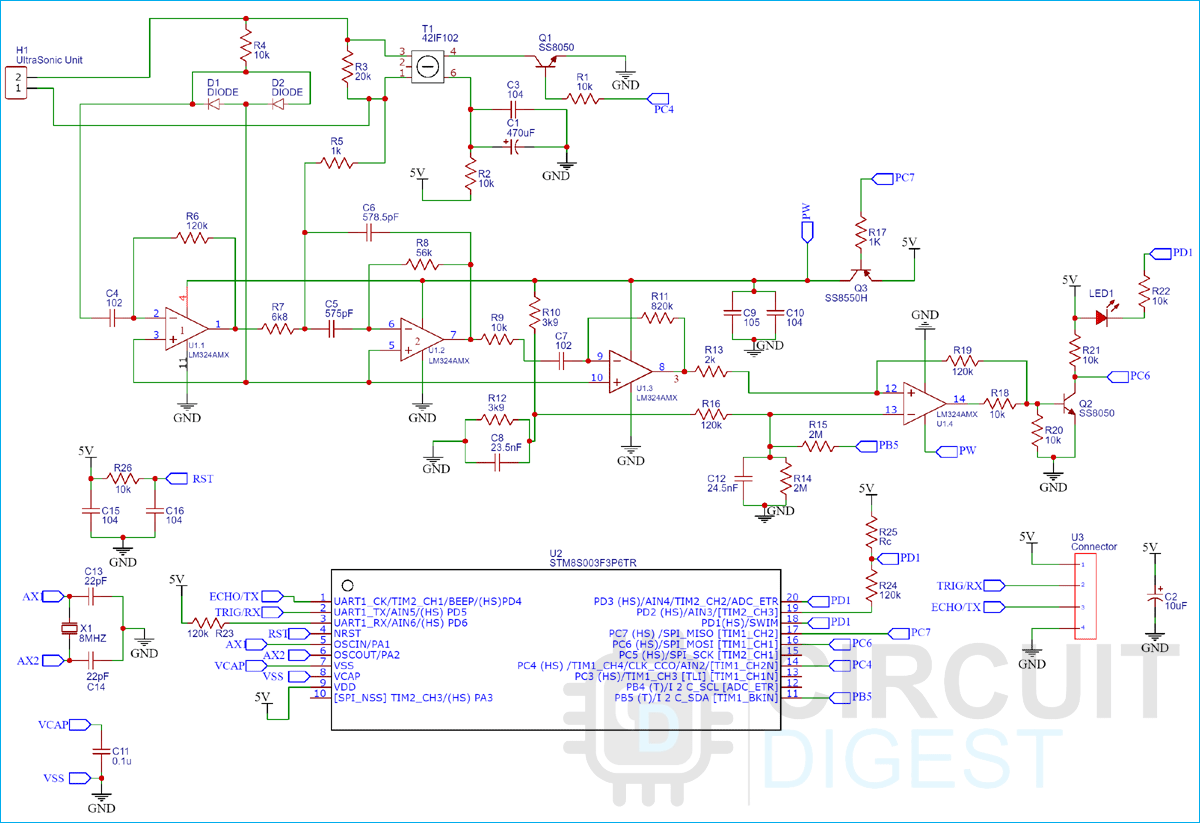 H1
UltraSonic Unit
2
1
R4
10k
D1
DIODE
D2
DIODE
R3
20k
T1
42IF102
3
2
1
4
6
Q1
SS8050
GND
R1
10k
PC4
C3
104
C1
470uF
GND
R5
1k
5V
R2
10k
R6
120k
C6
578.5pF
R8
56k
PW
PC7
R17
1K
5V
Q3
SS8550H
C4
102
4
2
3
1
1
11
U1.1
LM324AMX
GND
R7
6k8
C5
575pF
6
5
2
7
U1.2
LM324AMX
GND
R9
10k
R10
3k9
C7
102
R11
820k
9
10
8
3
U1.3
LM324AMX
GND
R13
2k
C9
105
C10
104
GND
R12
3k9
C8
23.5nF
GND
R16
120k
R15
2M
PB5
C12
24.5nF
R14
2M
GND
GND
R19
120k
12
13
14
LM324AMX
U1.4
PW
R18
10k
R20
10k
GND
Q2
SS8050
PC6
R21
10k
5V
LED1
R22
10k
PD1
5V
R26
10k
RST
C15
104
C16
104
GND
C13
22pF
AX1
X1
8MHZ
AX2
22pF
C14
GND
VCAP
C11
0.1u
VSS
GND
U2
STM8S003F3P6TR
5V
120k R23
5V
ECHO/TX
TRIG/RX
RST
AX1
AX2
VCAP
VSS
1 UART1_CK/TIM2_CH1/BEEP/(HS)PD4
2 UART1_TX/AIN5/(HS) PD5
3 UART1_RX/AIN6/(HS) PD6
4 NRST
5 OSCIN/PA1
6 OSCOUT/PA2
7 VSS
8 VCAP
9 VDD
10 [SPI_NSS] TIM2_CH3/(HS) PA3
PD3 (HS)/AIN4/TIM2_CH2/ADC_ETR 20 PD1
PD2 (HS)/AIN3/[TIM2_CH3] 19
PD1(HS)/SWIM 18 PD1
PC7 (HS)/SPI_MISO [TIM1_CH2] 17 PC7
PC6 (HS)/SPI_MOSI [TIM1_CH1] 16 PC6
PC5 (HS)/SPI_SCK [TIM2_CH1] 15
PC4 (HS) /TIM1_CH4/CLK_CCO/AIN2/[TIM1_CH2N] 14 PC4
PC3 (HS)/TIM1_CH3 [TLI] [TIM1_CH1N] 13
PB4 (T)/I 2 C_SCL [ADC_ETR] 12
PB5 (T)/I 2 C_SDA [TIM1_BKIN] 11 PB5
5V
R25
Rc
PD1
R24
120k
5V
U3
Connector
1
2
3
4
TRIG/RX
ECHO/TX
GND
5V
C2
10uF
GND
CIRCUIT
DIGEST
CD